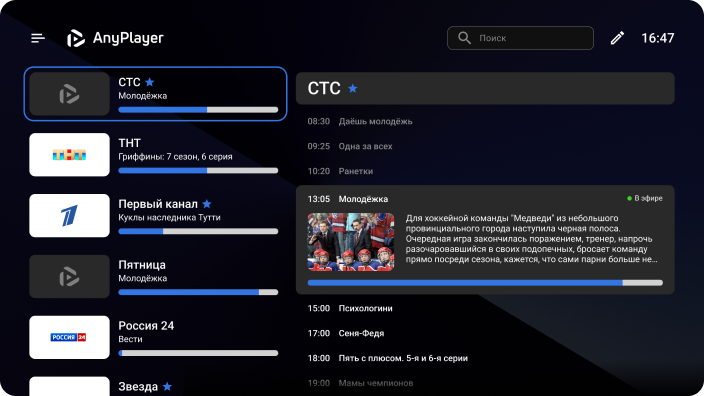 AnyPlayer
Поиск
16:47
СТС
Молодёжка
ТНТ
Гриффины: 7 сезон, 6 серия
Первый канал
Куклы наследника Тутти
Пятница
Молодёжка
РОССИЯ 24
Россия 24
Вести
Звезда
СТС
08:30 Даёшь молодёжь
09:25 Одна за всех
10:20 Ранетки
13:05 Молодёжка
В эфире
Для хоккейной команды "Медведи" из небольшого
провинциального города наступила черная полоса.
Очередная игра закончилась поражением, тренер, напрочь
разочаровавшийся в своих подопечных, бросает команду
прямо посреди сезона, кажется, что сами парни больше не...
15:00 Психологини
17:00 Сеня-Федя
18:00 Пять с плюсом. 5-я и 6-я серии
19:00 Мамы чемпионов